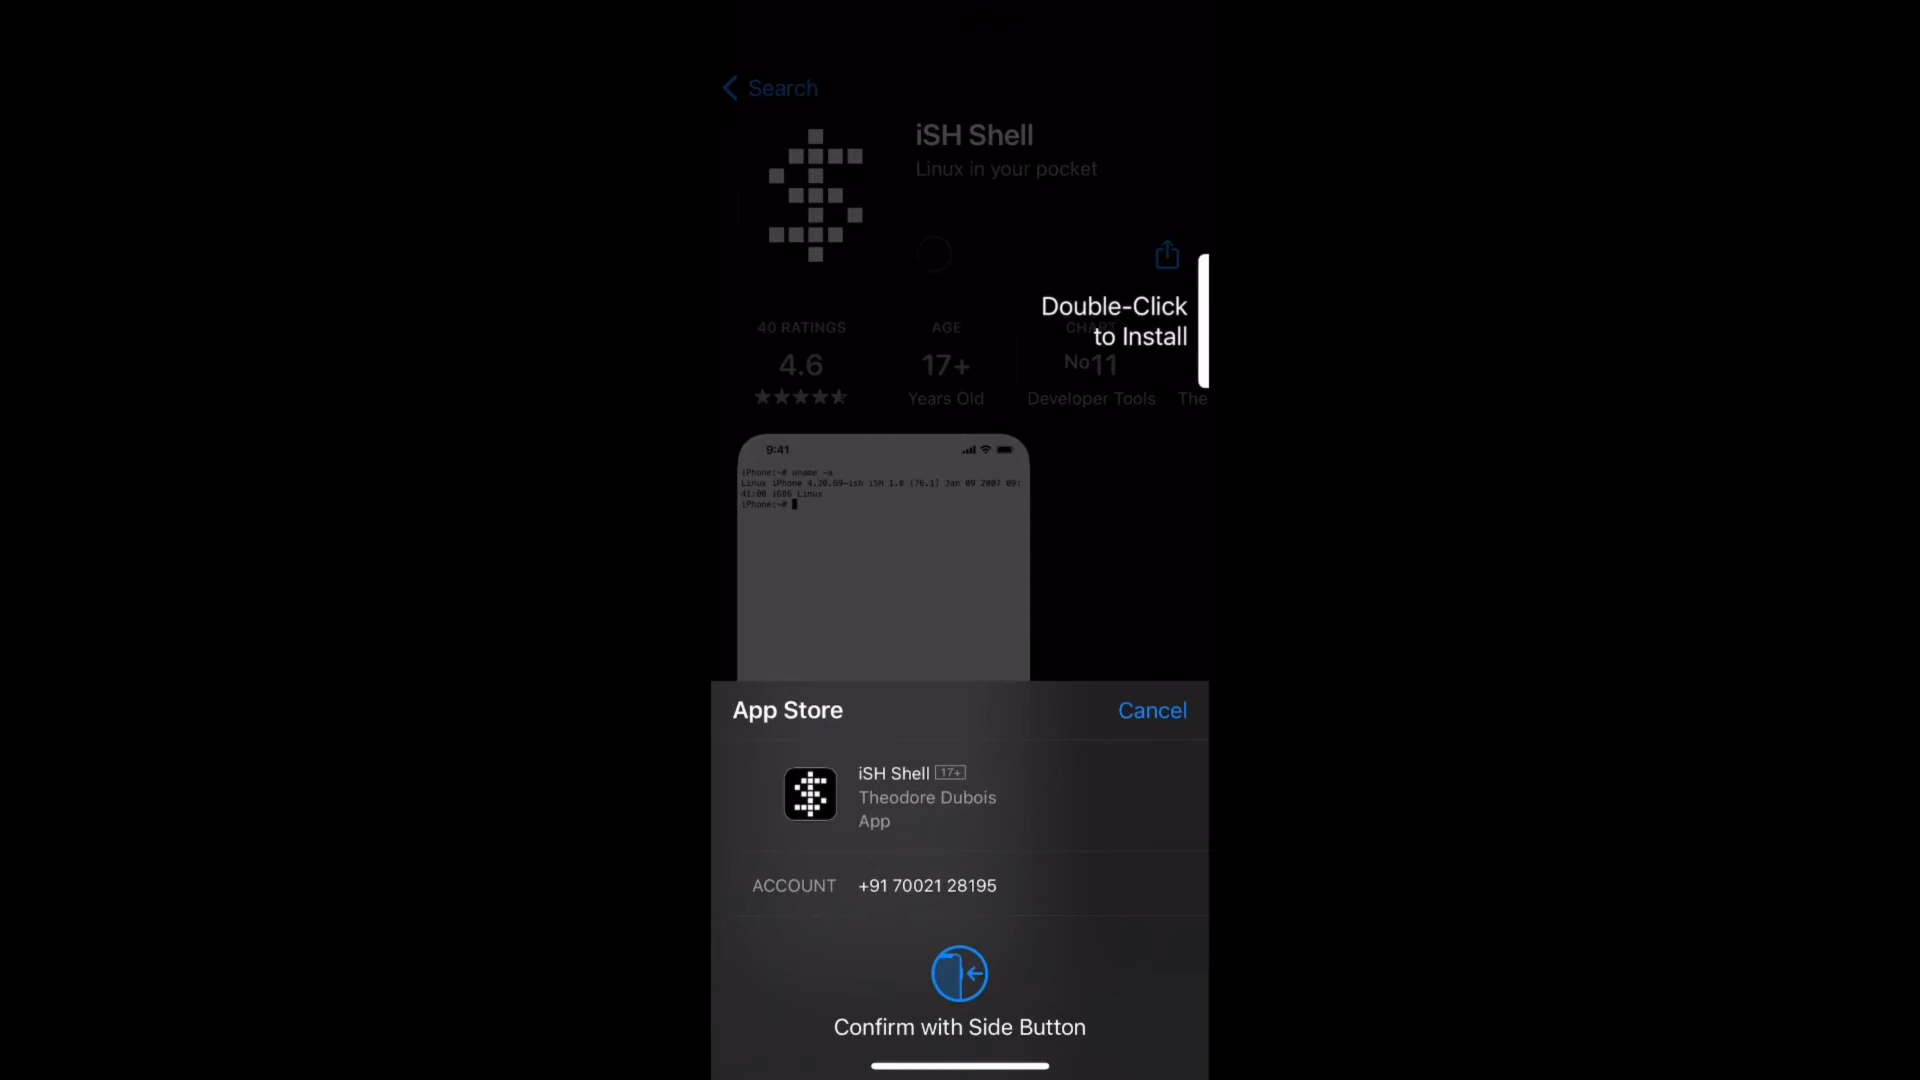 Search
iSH Shell
Linux in your pocket
Double-Click
to Install
40 RATINGS
AGE
CHART
4.6
17+
No11
Years Old
Developer Tools
The
9:41
iPhone:~# uname -a
Linux iPhone 4.20.69-ish iSH 1.0 (76.1) Jan 09 2007 09:
41:00 i686 Linux
iPhone:~#
App Store
Cancel
iSH Shell 17+
Theodore Dubois
App
ACCOUNT
+91 70021 28195
Confirm with Side Button